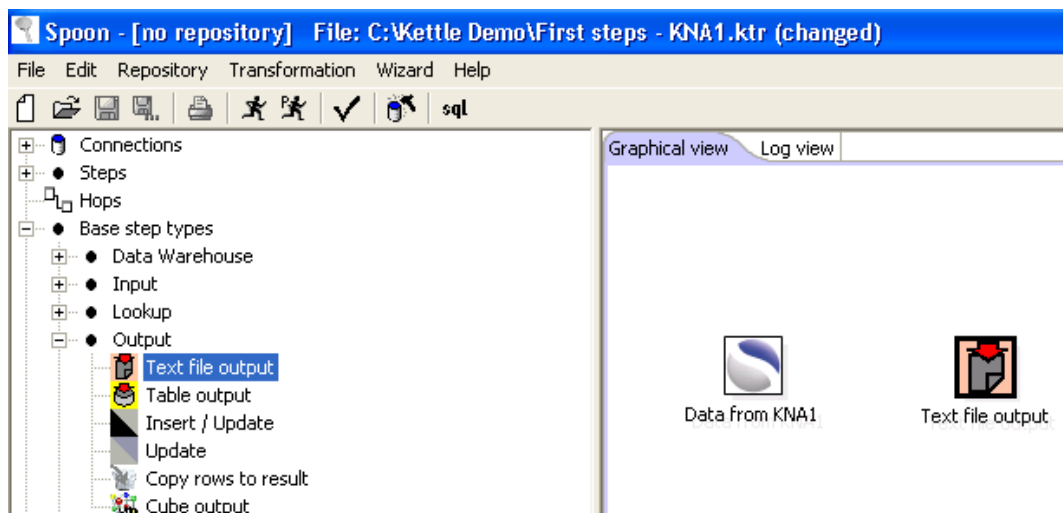 Spoon - [no repository] File: C:\Kettle Demo\First steps - KNA1.ktr (changed)
File Edit Repository Transformation Wizard Help
sql
Connections
Steps
Hops
Base step types
Data Warehouse
Input
Lookup
Output
Text file output
Table output
Insert / Update
Update
Copy rows to result
Cube output
Graphical view Log view
Data from KNA1 Text file output